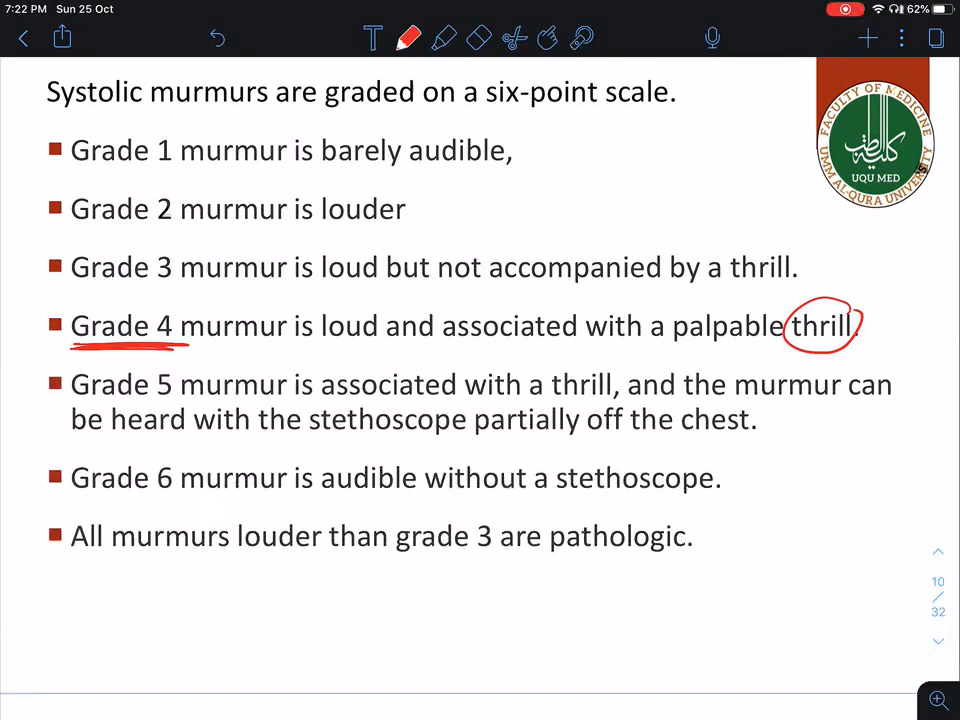 7:22 PM Sun 25 Oct
62%
Systolic murmurs are graded on a six-point scale.
FACULTY OF MEDICINE
كلية الطب
UQU MED
UMM AL-QURA UNIVERSITY
Grade 1 murmur is barely audible,
Grade 2 murmur is louder
Grade 3 murmur is loud but not accompanied by a thrill.
Grade 4 murmur is loud and associated with a palpable thrill.
Grade 5 murmur is associated with a thrill, and the murmur can
be heard with the stethoscope partially off the chest.
Grade 6 murmur is audible without a stethoscope.
All murmurs louder than grade 3 are pathologic.
10
/
32